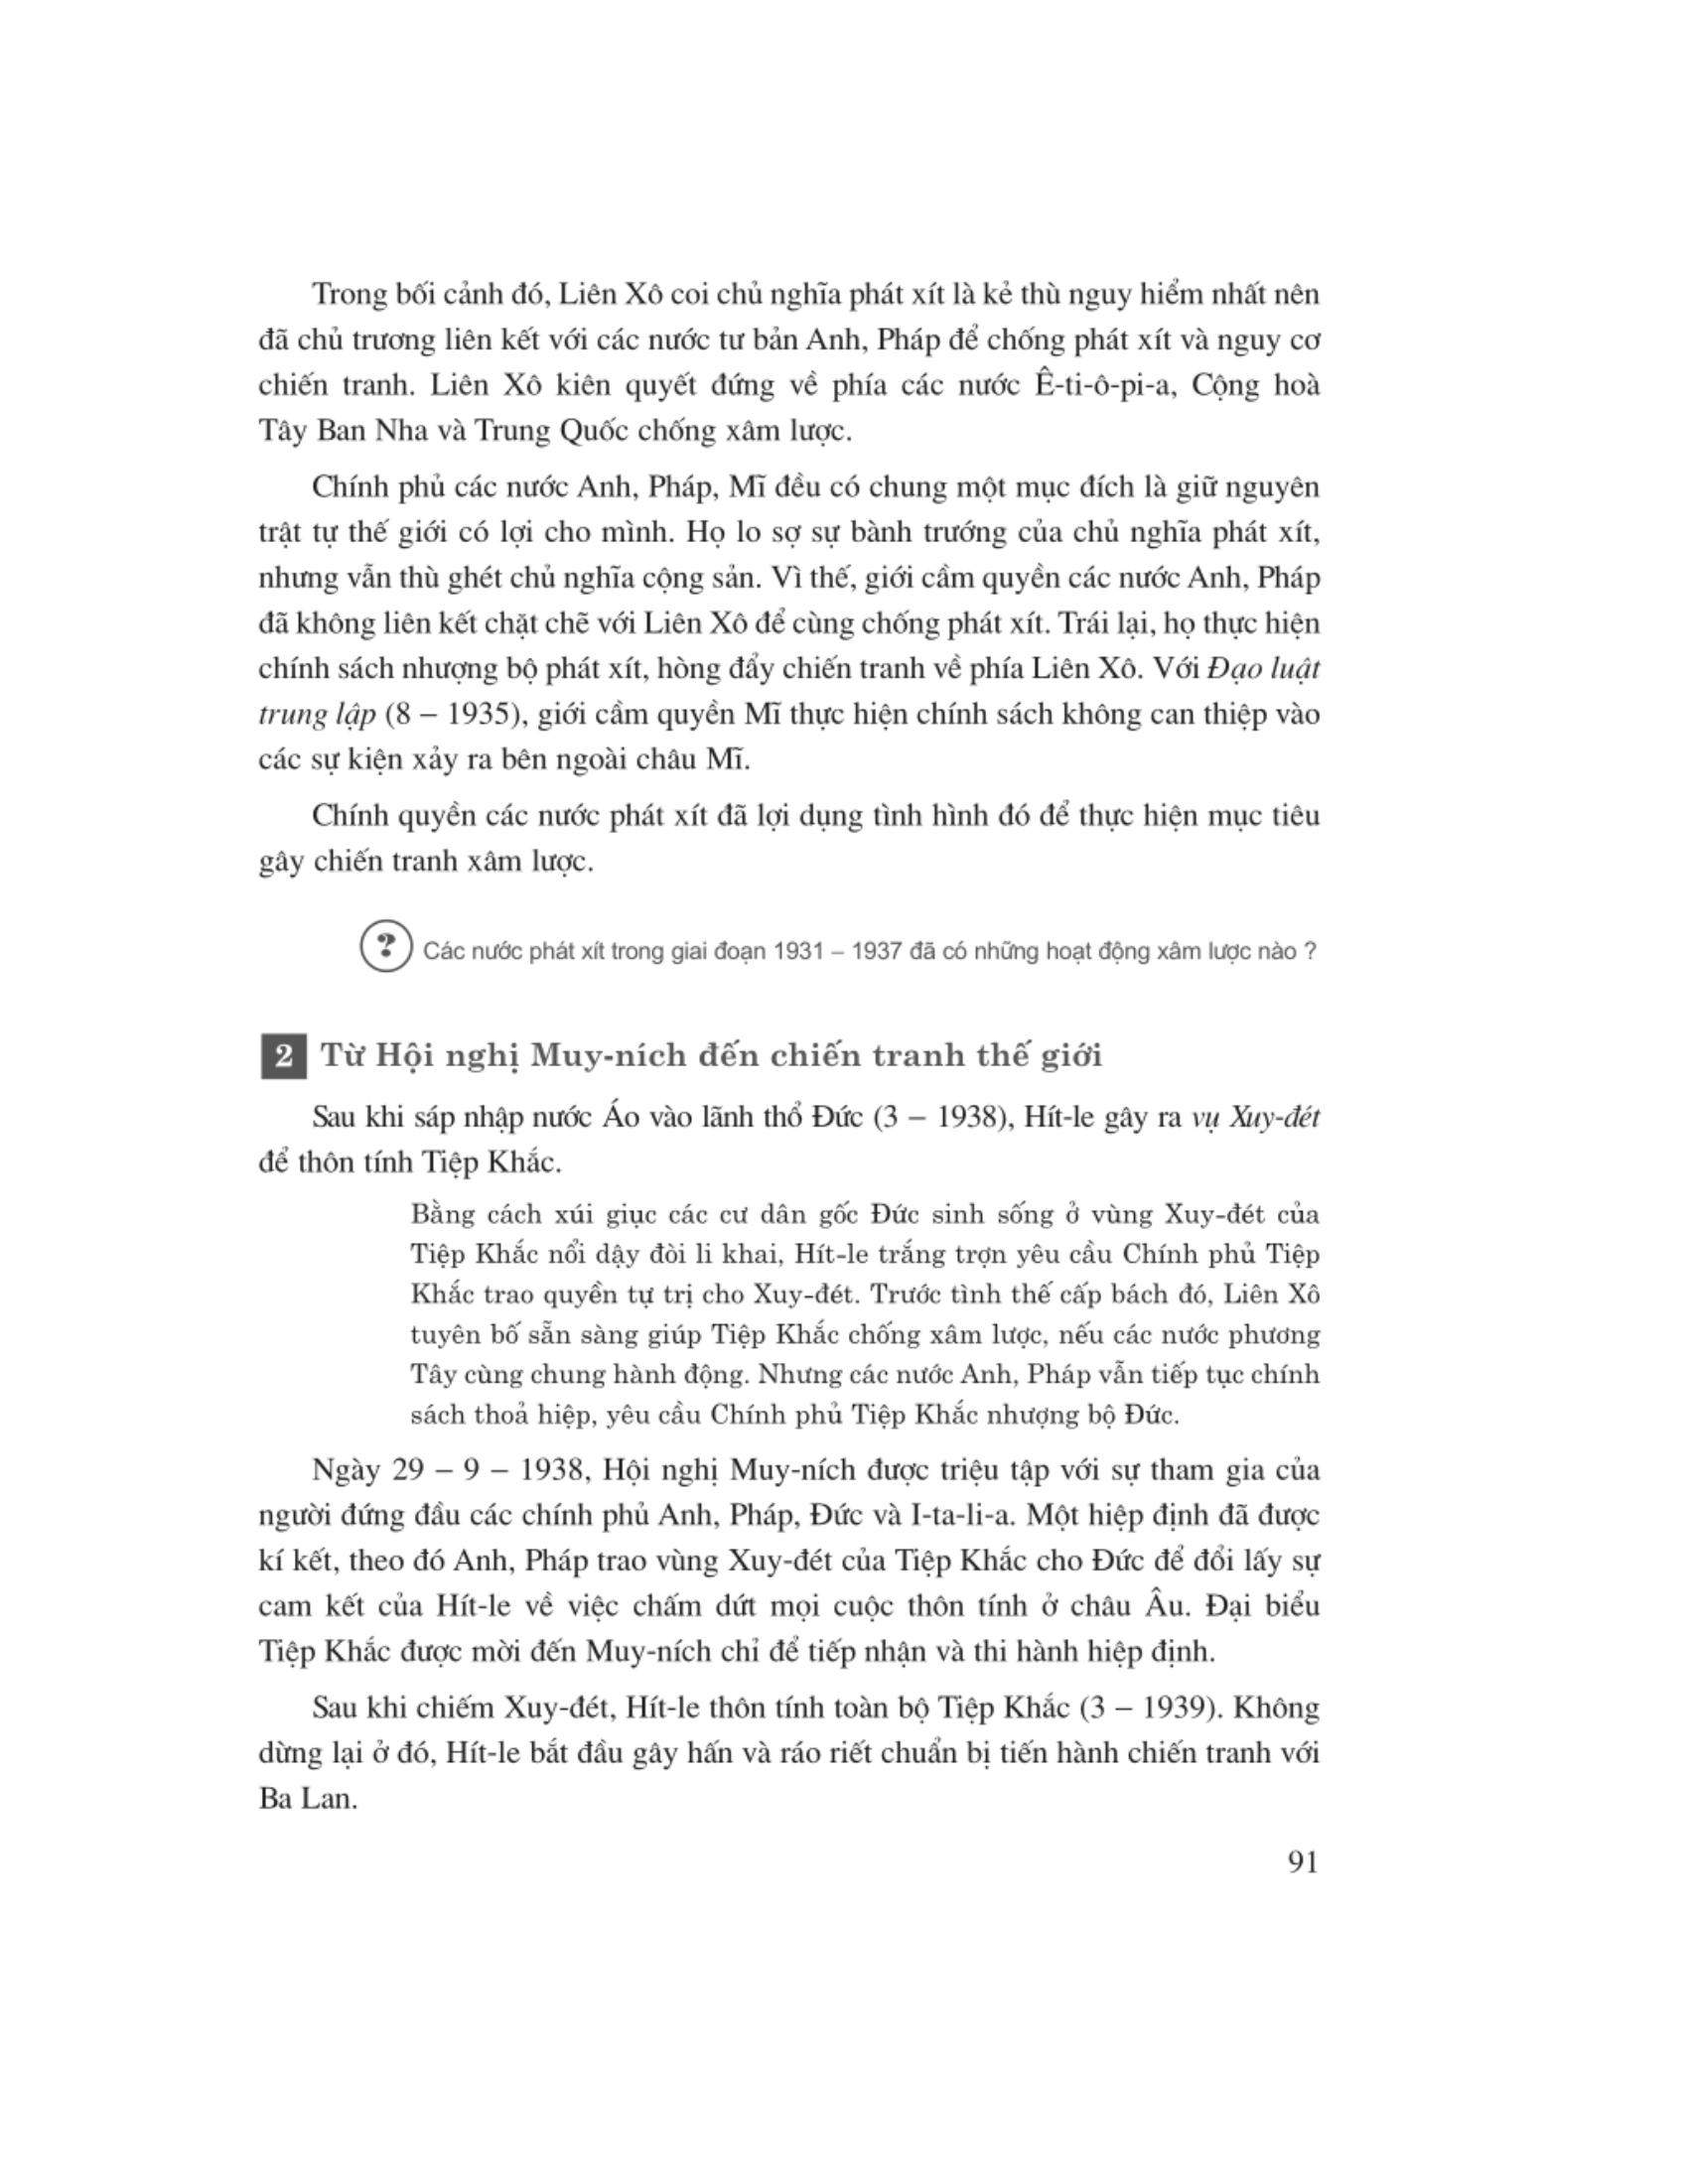 Trong bối cảnh đó, Liên Xô coi chủ nghĩa phát xít là kẻ thù nguy hiểm nhất nên
đã chủ trương liên kết với các nước tư bản Anh, Pháp để chống phát xít và nguy cơ
chiến tranh. Liên Xô kiên quyết đứng về phía các nước Ê-ti-ô-pi-a, Cộng hoà
Tây Ban Nha và Trung Quốc chống xâm lược.
Chính phủ các nước Anh, Pháp, Mĩ đều có chung một mục đích là giữ nguyên
trật tự thế giới có lợi cho mình. Họ lo sợ sự bành trướng của chủ nghĩa phát xít,
nhưng vẫn thù ghét chủ nghĩa cộng sản. Vì thế, giới cầm quyền các nước Anh, Pháp
đã không liên kết chặt chẽ với Liên Xô để cùng chống phát xít. Trái lại, họ thực hiện
chính sách nhượng bộ phát xít, hòng đẩy chiến tranh về phía Liên Xô. Với Đạo luật
trung lập (8 – 1935), giới cầm quyền Mĩ thực hiện chính sách không can thiệp vào
các sự kiện xảy ra bên ngoài châu Mĩ.
Chính quyền các nước phát xít đã lợi dụng tình hình đó để thực hiện mục tiêu
gây chiến tranh xâm lược.
? Các nước phát xít trong giai đoạn 1931 – 1937 đã có những hoạt động xâm lược nào ?
2 Từ Hội nghị Muy-ních đến chiến tranh thế giới
Sau khi sáp nhập nước Áo vào lãnh thổ Đức (3 – 1938), Hít-le gây ra vụ Xuy-đét
để thôn tính Tiệp Khắc.
Bằng cách xúi giục các cư dân gốc Đức sinh sống ở vùng Xuy-đét của
Tiệp Khắc nổi dậy đòi li khai, Hít-le trắng trợn yêu cầu Chính phủ Tiệp
Khắc trao quyền tự trị cho Xuy-đét. Trước tình thế cấp bách đó, Liên Xô
tuyên bố sẵn sàng giúp Tiệp Khắc chống xâm lược, nếu các nước phương
Tây cùng chung hành động. Nhưng các nước Anh, Pháp vẫn tiếp tục chính
sách thoả hiệp, yêu cầu Chính phủ Tiệp Khắc nhượng bộ Đức.
Ngày 29 – 9 – 1938, Hội nghị Muy-ních được triệu tập với sự tham gia của
người đứng đầu các chính phủ Anh, Pháp, Đức và I-ta-li-a. Một hiệp định đã được
kí kết, theo đó Anh, Pháp trao vùng Xuy-đét của Tiệp Khắc cho Đức để đổi lấy sự
cam kết của Hít-le về việc chấm dứt mọi cuộc thôn tính ở châu Âu. Đại biểu
Tiệp Khắc được mời đến Muy-ních chỉ để tiếp nhận và thi hành hiệp định.
Sau khi chiếm Xuy-đét, Hít-le thôn tính toàn bộ Tiệp Khắc (3 – 1939). Không
dừng lại ở đó, Hít-le bắt đầu gây hấn và ráo riết chuẩn bị tiến hành chiến tranh với
Ba Lan.
91